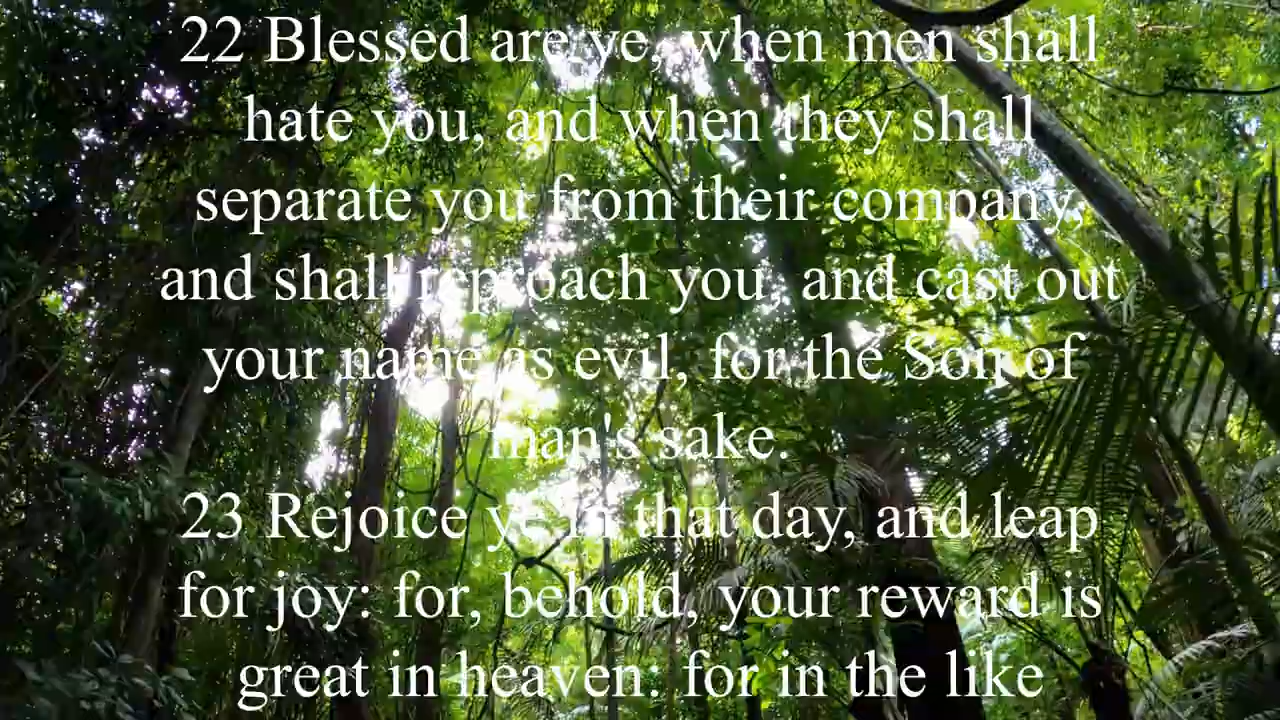 22 Blessed are ye, when men shall
hate you, and when they shall
separate you from their company,
and shall reproach you, and cast out
your name as evil, for the Son of
man's sake.
23 Rejoice ye in that day, and leap
for joy: for, behold, your reward is
great in heaven: for in the like